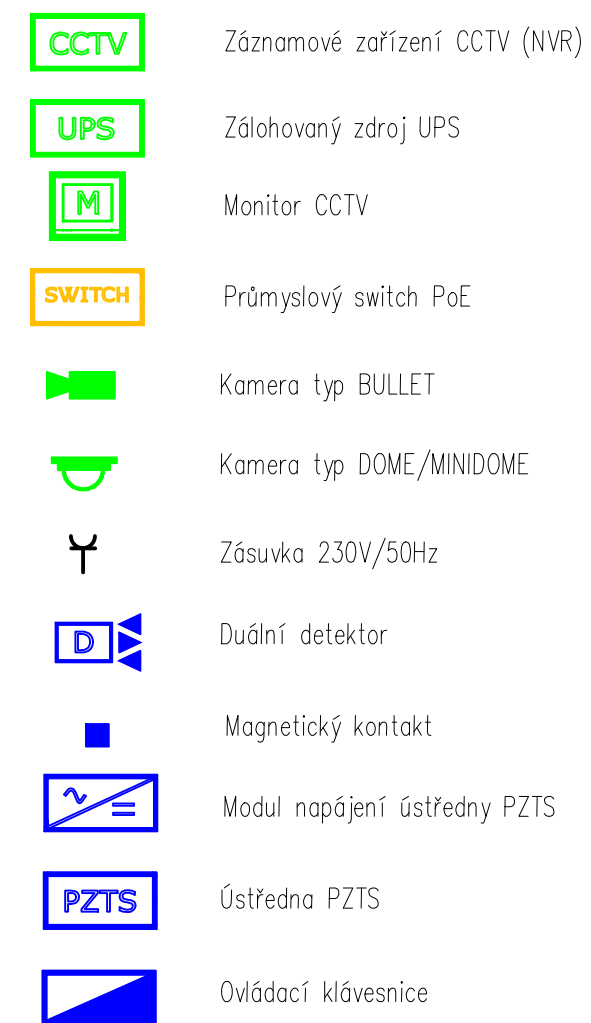 CCTV Záznamové zařízení CCTV (NVR)
UPS Zálohovaný zdroj UPS
M Monitor CCTV
SWITCH Průmyslový switch PoE
Kamera typ BULLET
Kamera typ DOME/MINIDOME
Zásuvka 230V/50Hz
D Duální detektor
Magnetický kontakt
Modul napájení ústředny PZTS
PZTS Ústředna PZTS
Ovládací klávesnice